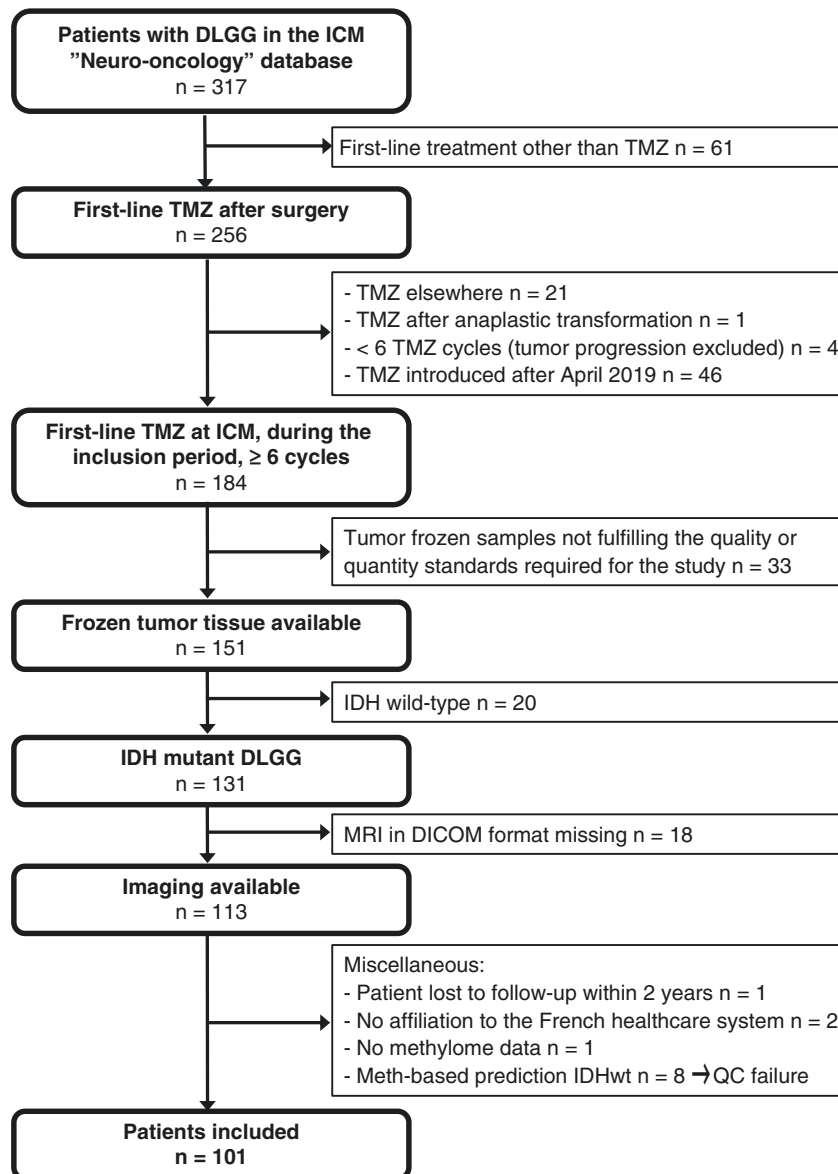 Patients with DLGG in the ICM
"Neuro-oncology" database
n = 317
First-line treatment other than TMZ n = 61
First-line TMZ after surgery
n = 256
- TMZ elsewhere n = 21
- TMZ after anaplastic transformation n = 1
- < 6 TMZ cycles (tumor progression excluded) n = 4
- TMZ introduced after April 2019 n = 46
First-line TMZ at ICM, during the
inclusion period, ≥ 6 cycles
n = 184
Tumor frozen samples not fulfilling the quality or
quantity standards required for the study n = 33
Frozen tumor tissue available
n = 151
IDH wild-type n = 20
IDH mutant DLGG
n = 131
MRI in DICOM format missing n = 18
Imaging available
n = 113
Miscellaneous:
- Patient lost to follow-up within 2 years n = 1
- No affiliation to the French healthcare system n = 2
- No methylome data n = 1
- Meth-based prediction IDHwt n = 8 → QC failure
Patients included
n = 101